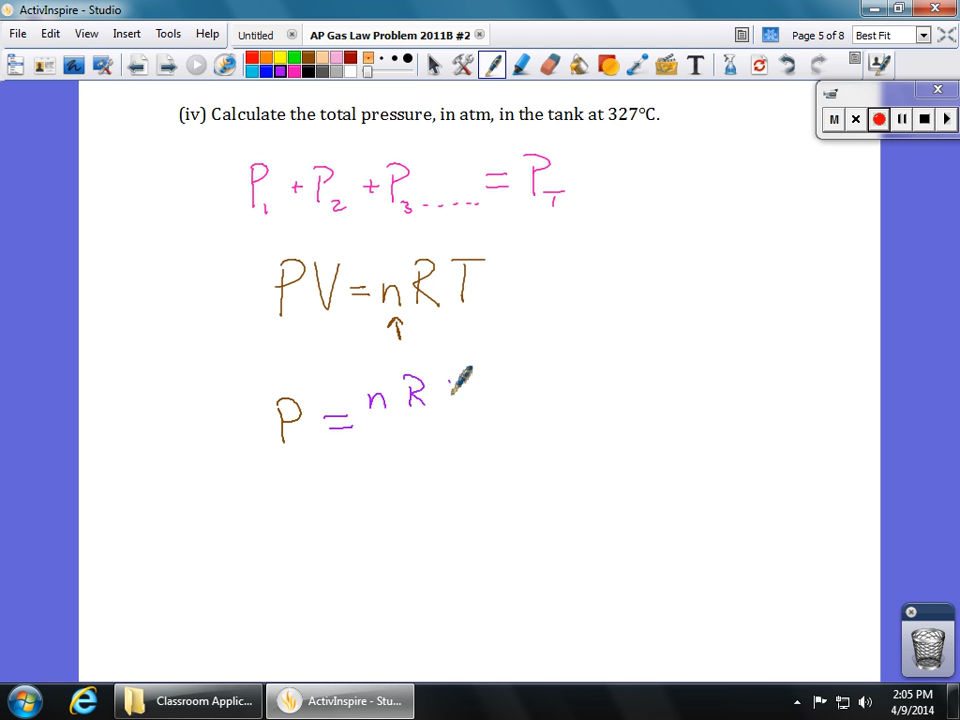 ActivInspire - Studio
File Edit View Insert Tools Help Untitled AP Gas Law Problem 2011B #2 Page 5 of 8 Best Fit
M
(iv) Calculate the total pressure, in atm, in the tank at 327°C.
P1 + P2 + P3 ..... = PT
PV = nRT
↑
P = n R
Classroom Applic... ActivInspire - Stu... 2:05 PM
4/9/2014